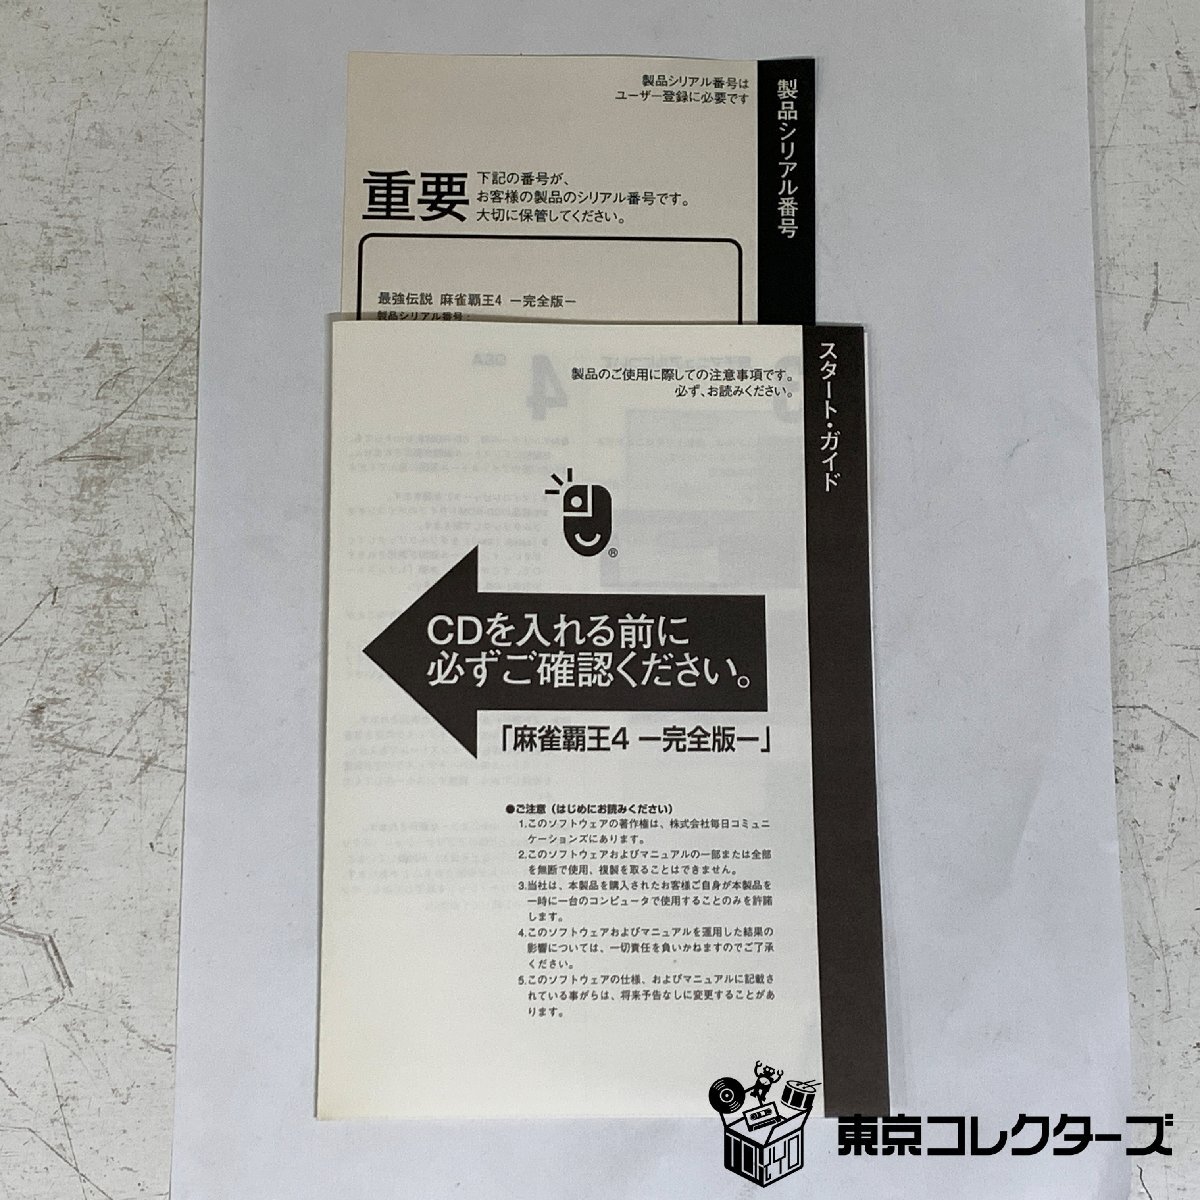 製品シリアル番号は
ユーザー登録に必要です
製品シリアル番号
重要
下記の番号が、
お客様の製品のシリアル番号です。
大切に保管してください。
最強伝説 麻雀覇王4 ー完全版ー
製品シリアル番号:
スタート・ガイド
製品のご使用に際しての注意事項です。
必ず、お読みください。
®
CDを入れる前に
必ずご確認ください。
「麻雀覇王4 ー完全版ー」
●ご注意（はじめにお読みください）
1.このソフトウェアの著作権は、株式会社毎日コミュニ
ケーションズにあります。
2.このソフトウェアおよびマニュアルの一部または全部
を無断で使用、複製を取ることはできません。
3.当社は、本製品を購入されたお客様ご自身が本製品を
一時に一台のコンピュータで使用することのみを許諾
します。
4.このソフトウェアおよびマニュアルを運用した結果の
影響については、一切責任を負いかねますのでご了承
ください。
5.このソフトウェアの仕様、およびマニュアルに記載さ
れている事がらは、将来予告なしに変更することがあ
ります。
TOKYO
東京コレクターズ